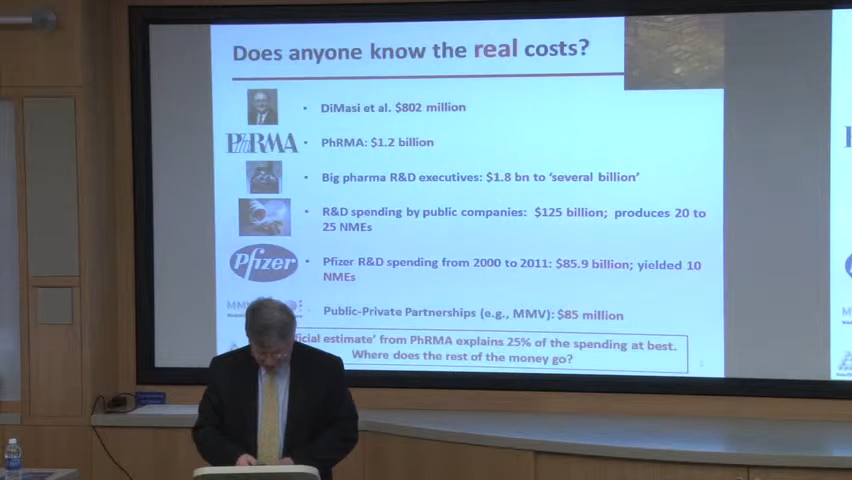 Does anyone know the real costs?
• DiMasi et al. $802 million
PhRMA
• PhRMA: $1.2 billion
• Big pharma R&D executives: $1.8 bn to ‘several billion’
• R&D spending by public companies: $125 billion; produces 20 to
25 NMEs
Pfizer
• Pfizer R&D spending from 2000 to 2011: $85.9 billion; yielded 10
NMEs
MMV
• Public-Private Partnerships (e.g., MMV): $85 million
estimate’ from PhRMA explains 25% of the spending at best.
Where does the rest of the money go?